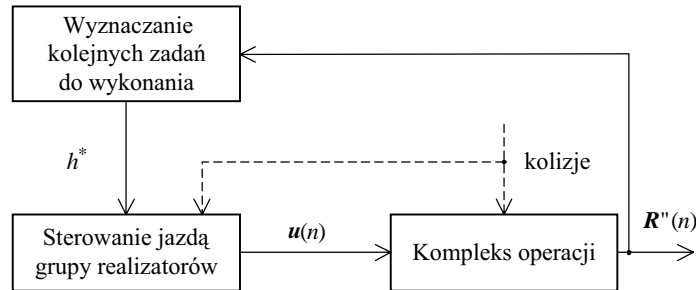 Wyznaczanie
kolejnych zadań
do wykonania
h*
kolizje
Sterowanie jazdą
grupy realizatorów
u(n)
Kompleks operacji
R"(n)